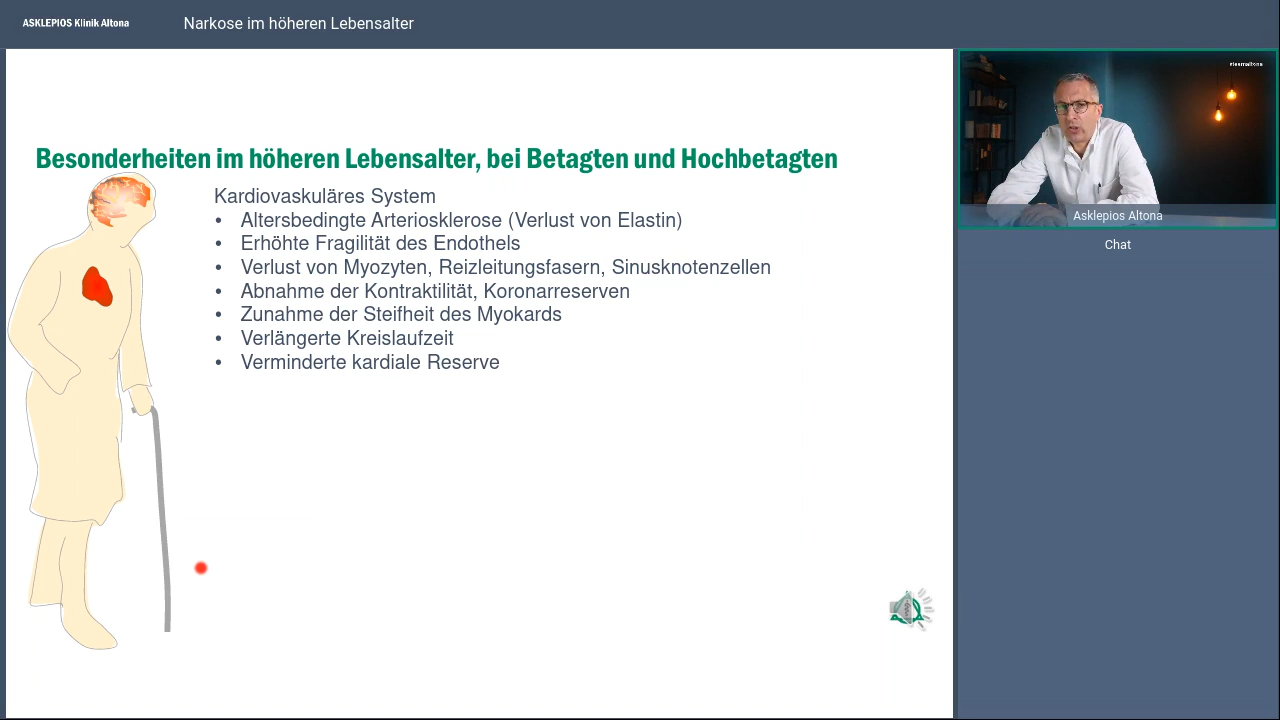 ASKLEPIOS Klinik Altona
Narkose im höheren Lebensalter
#teamaltona
Besonderheiten im höheren Lebensalter, bei Betagten und Hochbetagten
Kardiovaskuläres System
• Altersbedingte Arteriosklerose (Verlust von Elastin)
• Erhöhte Fragilität des Endothels
• Verlust von Myozyten, Reizleitungsfasern, Sinusknotenzellen
• Abnahme der Kontraktilität, Koronarreserven
• Zunahme der Steifheit des Myokards
• Verlängerte Kreislaufzeit
• Verminderte kardiale Reserve
Asklepios Altona
Chat